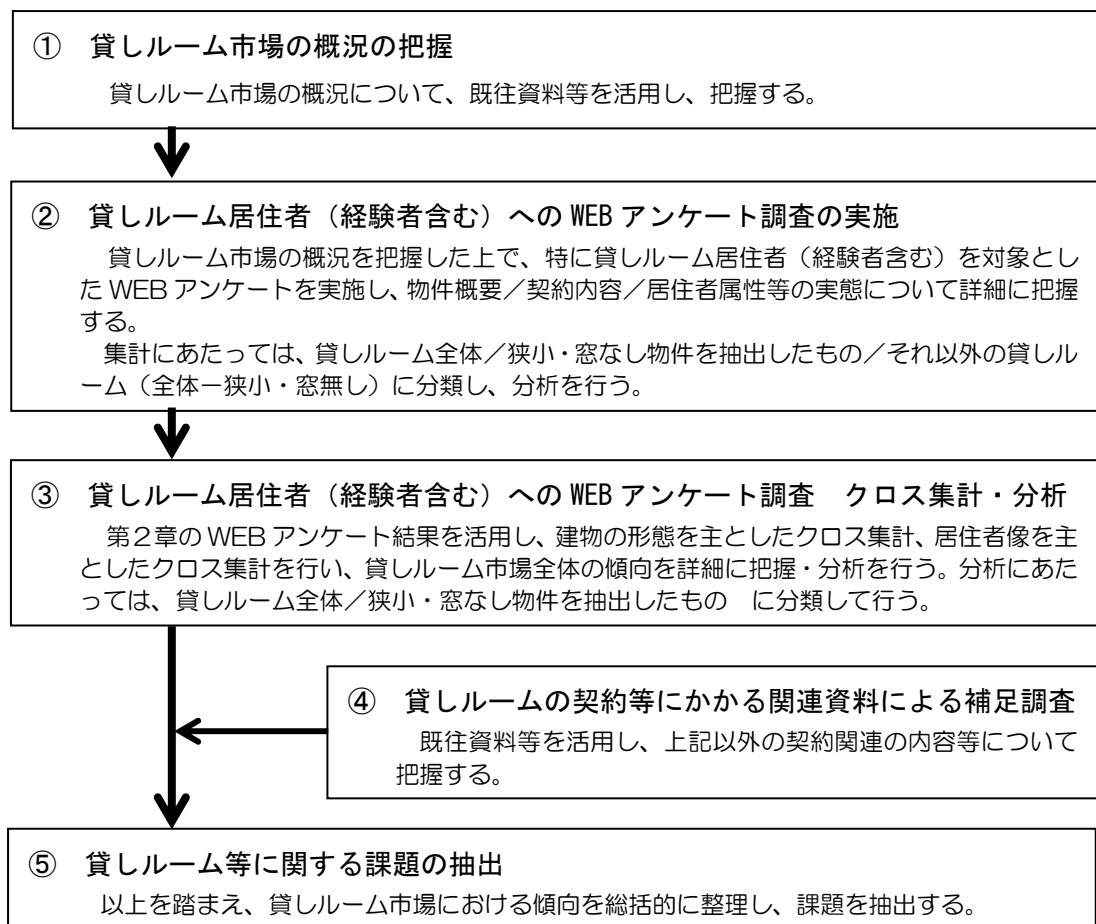 ① 貸しルーム市場の概況の把握
貸しルーム市場の概況について、既往資料等を活用し、把握する。
② 貸しルーム居住者（経験者含む）への WEB アンケート調査の実施
貸しルーム市場の概況を把握した上で、特に貸しルーム居住者（経験者含む）を対象とし
た WEB アンケートを実施し、物件概要／契約内容／居住者属性等の実態について詳細に把握
する。
集計にあたっては、貸しルーム全体／狭小・窓なし物件を抽出したもの／それ以外の貸しル
ーム（全体－狭小・窓無し）に分類し、分析を行う。
③ 貸しルーム居住者（経験者含む）への WEB アンケート調査　クロス集計・分析
第２章の WEB アンケート結果を活用し、建物の形態を主としたクロス集計、居住者像を主
としたクロス集計を行い、貸しルーム市場全体の傾向を詳細に把握・分析を行う。分析にあた
っては、貸しルーム全体／狭小・窓なし物件を抽出したもの　に分類して行う。
④ 貸しルームの契約等にかかる関連資料による補足調査
既往資料等を活用し、上記以外の契約関連の内容等について
把握する。
⑤ 貸しルーム等に関する課題の抽出
以上を踏まえ、貸しルーム市場における傾向を総括的に整理し、課題を抽出する。